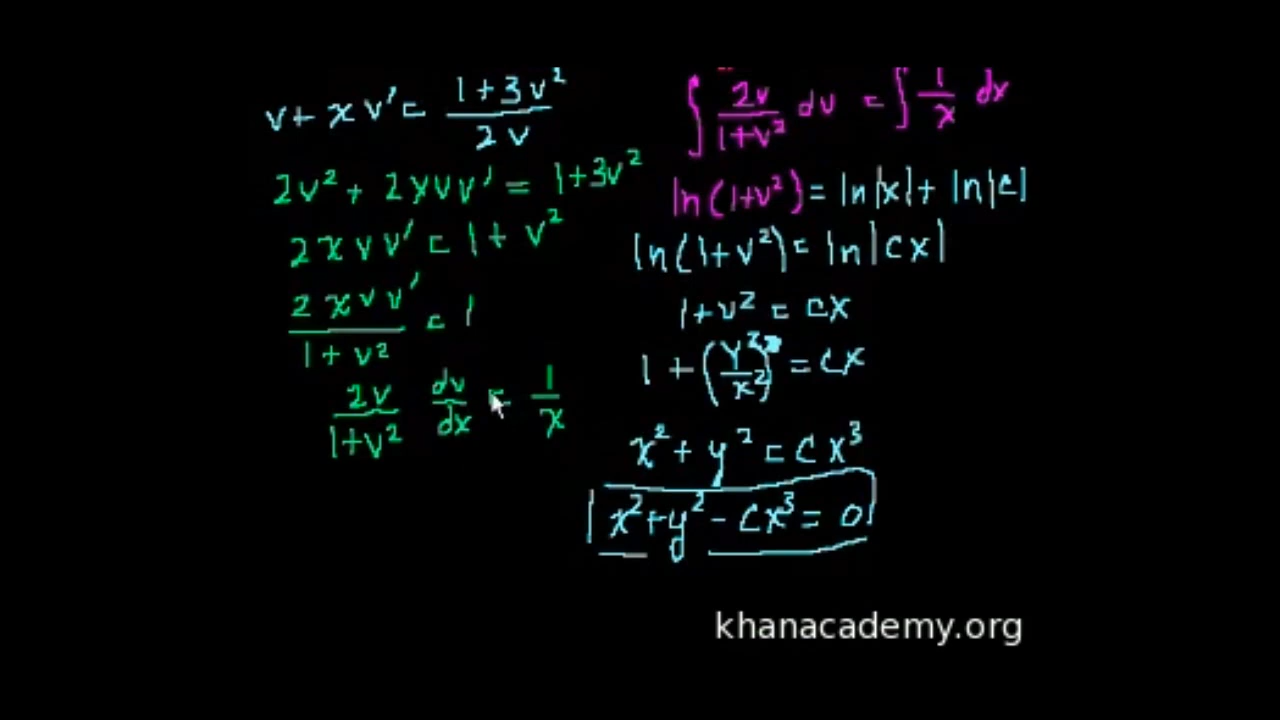 v + x v' = (1 + 3v²) / 2v
2v² + 2xvv' = 1 + 3v²
2xvv' = 1 + v²
2xvv' / (1 + v²) = 1
2v / (1 + v²) dv/dx = 1/x
∫ 2v / (1 + v²) dv = ∫ 1/x dx
ln(1+v²) = ln|x| + ln|c|
ln(1+v²) = ln|cx|
1 + v² = cx
1 + (y²/x²) = cx
x² + y² = cx³
x² + y² - cx³ = 0
khanacademy.org